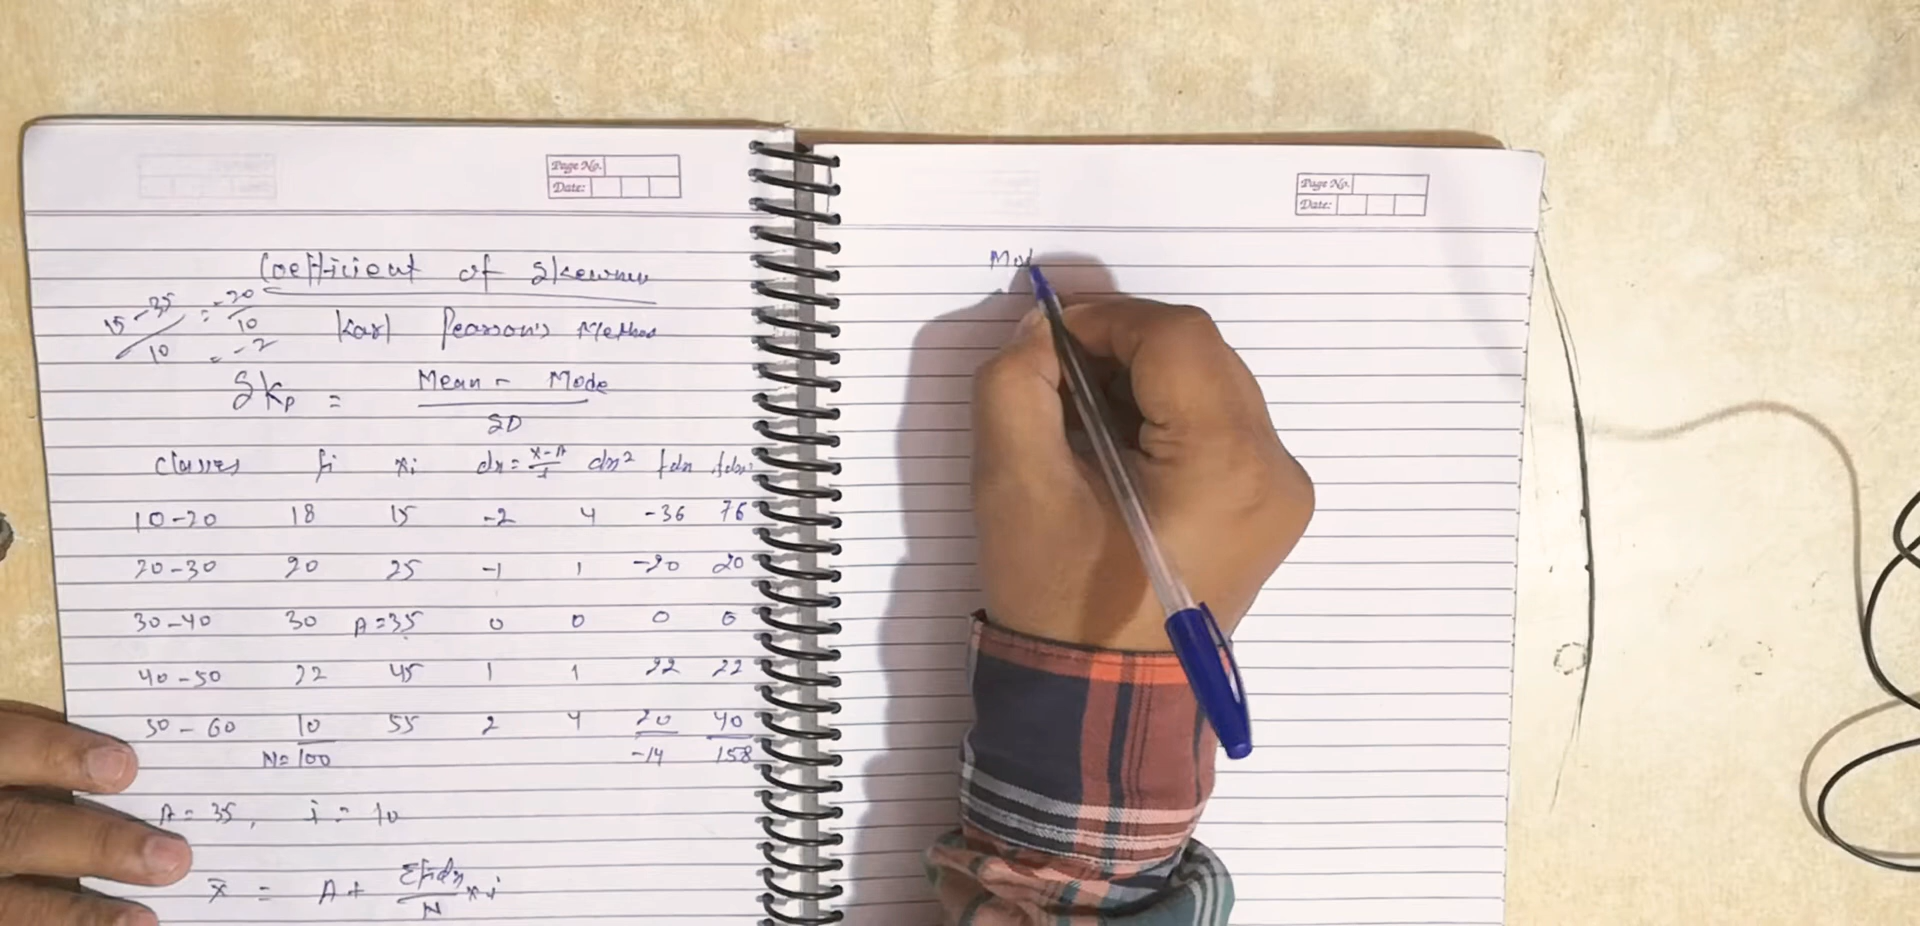 Page No.
Date:
Coefficient of Skewness
15-35/10 = -20/10
= -2
Karl Pearson's Method
SKp = Mean - Mode / SD
Classes fi xi dx = x-A/i dx² fdx fdx²
10-20 18 15 -2 4 -36 76
20-30 20 25 -1 1 -20 20
30-40 30 A=35 0 0 0 0
40-50 22 45 1 1 22 22
50-60 10 55 2 4 20 40
N=100 -14 158
A = 35, i = 10
x̄ = A + Σfidx/N × i
Page No.
Date:
Mod